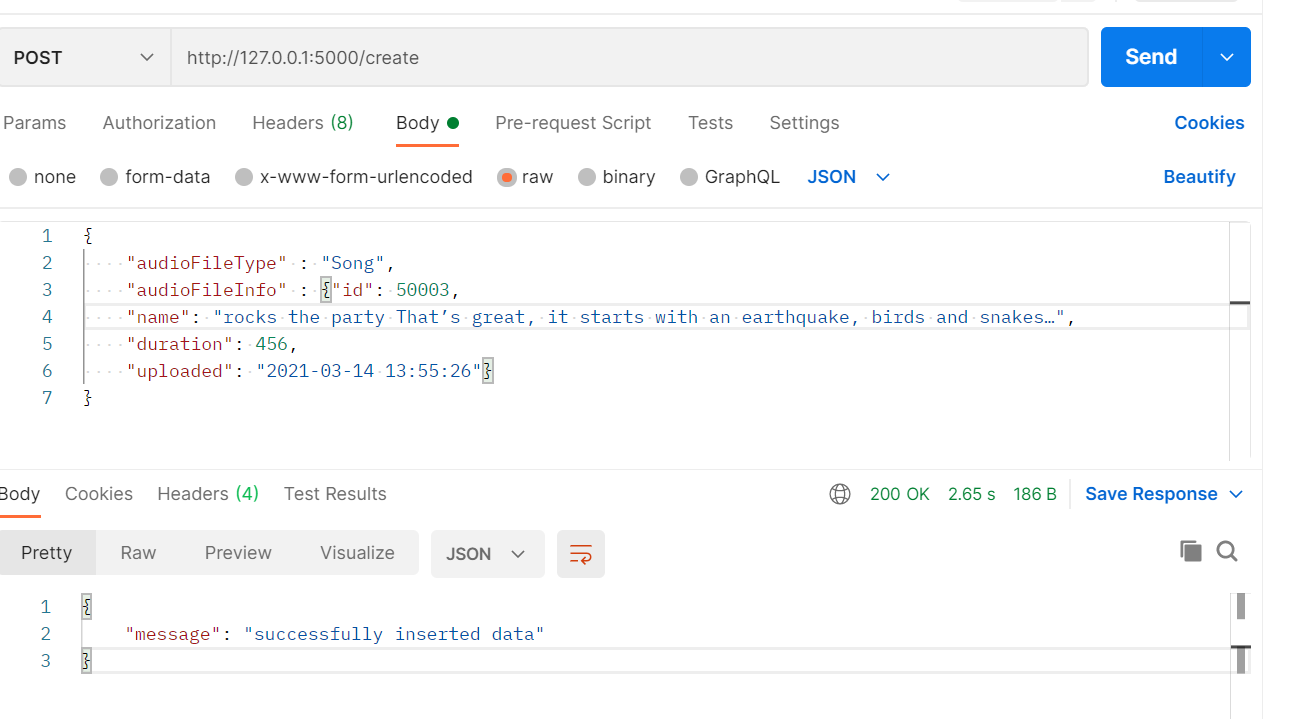 POST http://127.0.0.1:5000/create Send
Params Authorization Headers (8) Body Pre-request Script Tests Settings Cookies
none form-data x-www-form-urlencoded raw binary GraphQL JSON Beautify
1 {
2 "audioFileType" : "Song",
3 "audioFileInfo" : {"id": 50003,
4 "name": "rocks the party That’s great, it starts with an earthquake, birds and snakes…",
5 "duration": 456,
6 "uploaded": "2021-03-14 13:55:26"}
7 }
Body Cookies Headers (4) Test Results 200 OK 2.65 s 186 B Save Response
Pretty Raw Preview Visualize JSON
1 {
2 "message": "successfully inserted data"
3 }